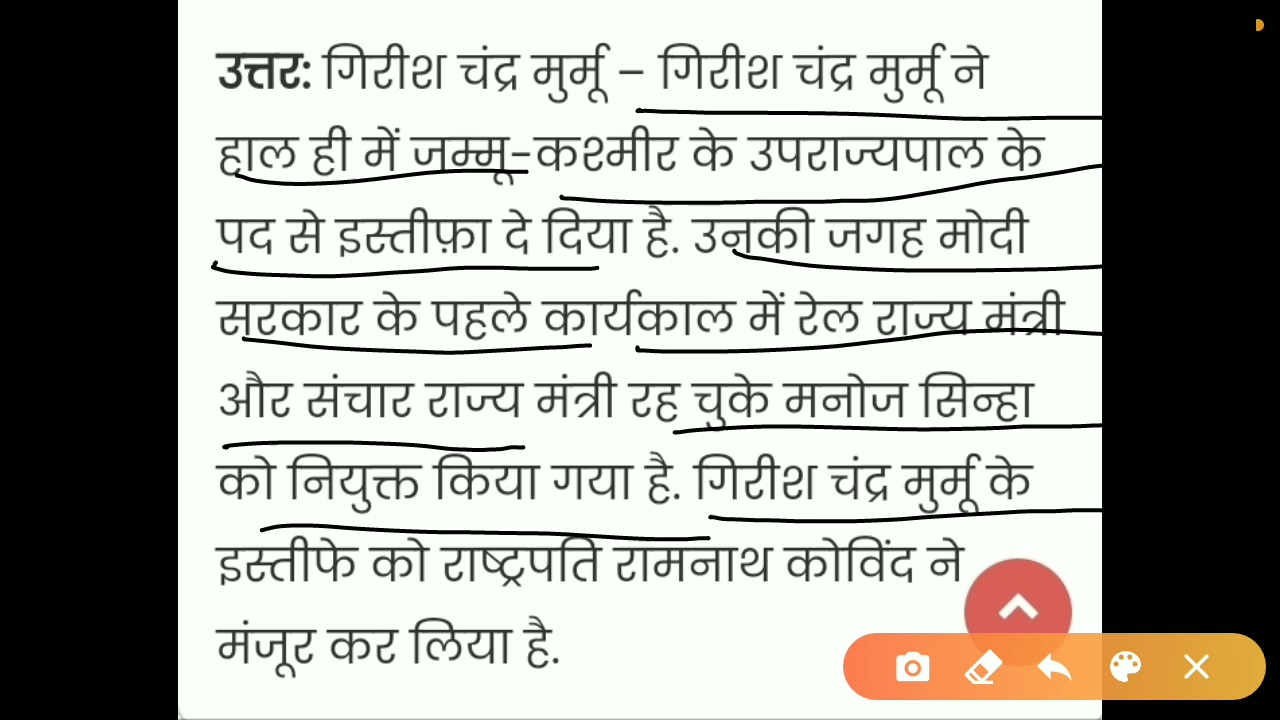 उत्तर: गिरीश चंद्र मुर्मू – गिरीश चंद्र मुर्मू ने
हाल ही में जम्मू-कश्मीर के उपराज्यपाल के
पद से इस्तीफ़ा दे दिया है. उनकी जगह मोदी
सरकार के पहले कार्यकाल में रेल राज्य मंत्री
और संचार राज्य मंत्री रह चुके मनोज सिन्हा
को नियुक्त किया गया है. गिरीश चंद्र मुर्मू के
इस्तीफे को राष्ट्रपति रामनाथ कोविंद ने
मंजूर कर लिया है.